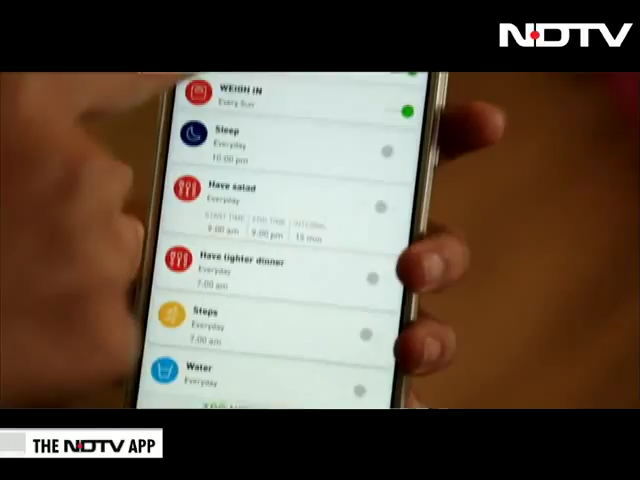 NDTV
WEIGH IN
Every Sun
Sleep
Everyday
10:00 pm
Have salad
Everyday
START TIME END TIME INTERVAL
9:00 am 9:00 pm 15 min
Have lighter dinner
Everyday
7:00 am
Steps
Everyday
7:00 am
Water
Everyday
THE NDTV APP